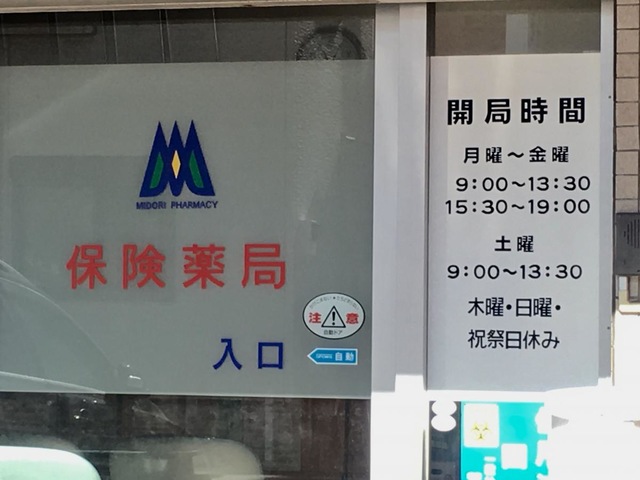 MIDORI PHARMACY
保険薬局
注意
自動ドア
入口
自動
開局時間
月曜～金曜
9:00～13:30
15:30～19:00
土曜
9:00～13:30
木曜・日曜・
祝祭日休み